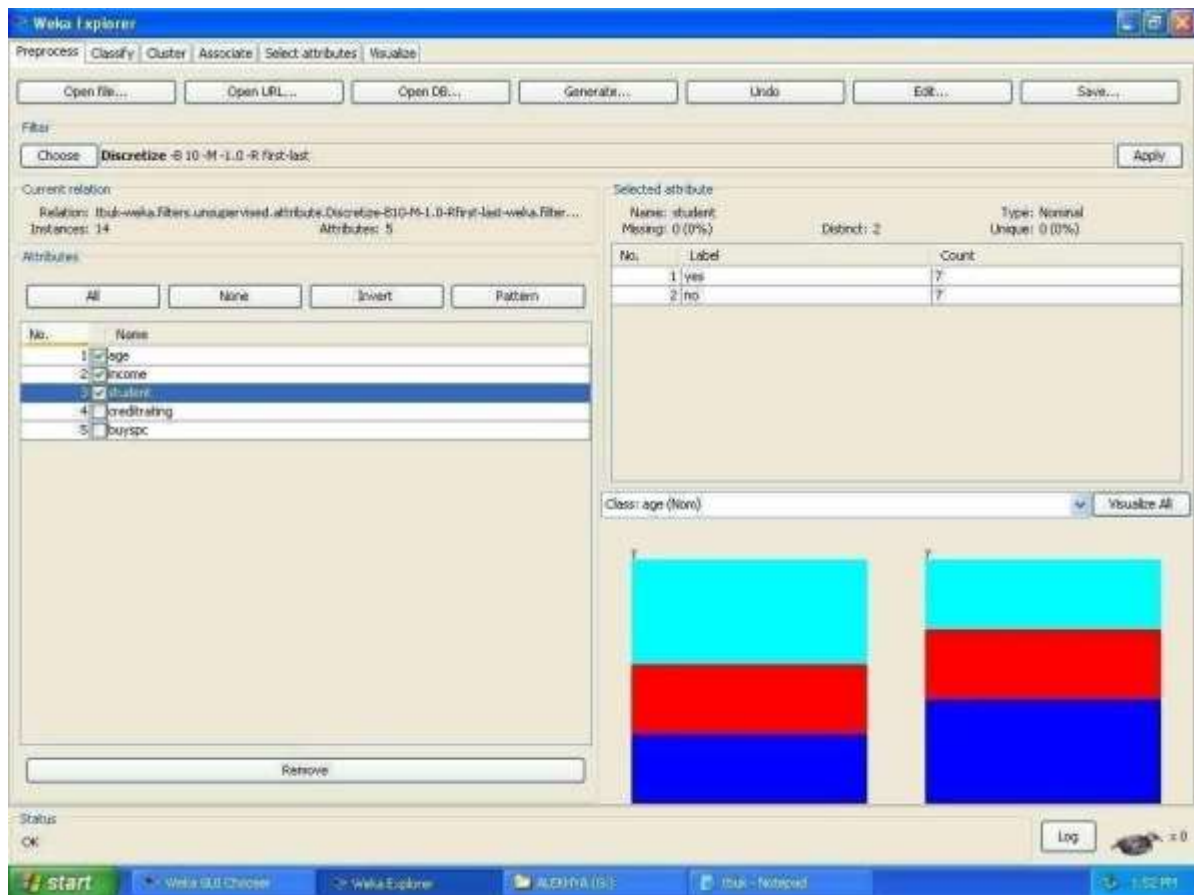 Weka Explorer
Preprocess Classify Cluster Associate Select attributes Visualize
Open file... Open URL... Open DB... Generate... Undo Edit... Save...
Filter
Choose Discretize -B 10 -M -1.0 -R first-last Apply
Current relation
Relation: ttuk-weka.filters.unsupervised.attribute.Discretize-B10-M-1.0-Rfirst-last-weka.filter...
Instances: 14 Attributes: 5
Attributes
All None Invert Pattern
No. Name
1 age
2 income
3 student
4 creditrating
5 buyspc
Remove
Selected attribute
Name: student Type: Nominal
Missing: 0 (0%) Distinct: 2 Unique: 0 (0%)
No. Label Count
1 yes 7
2 no 7
Class: age (Nom) Visualize All
7 7
Status
OK
Log x 0
start Weka GUI Chooser Weka Explorer ALEKHYA (G:) - Notepad 1:52 PM